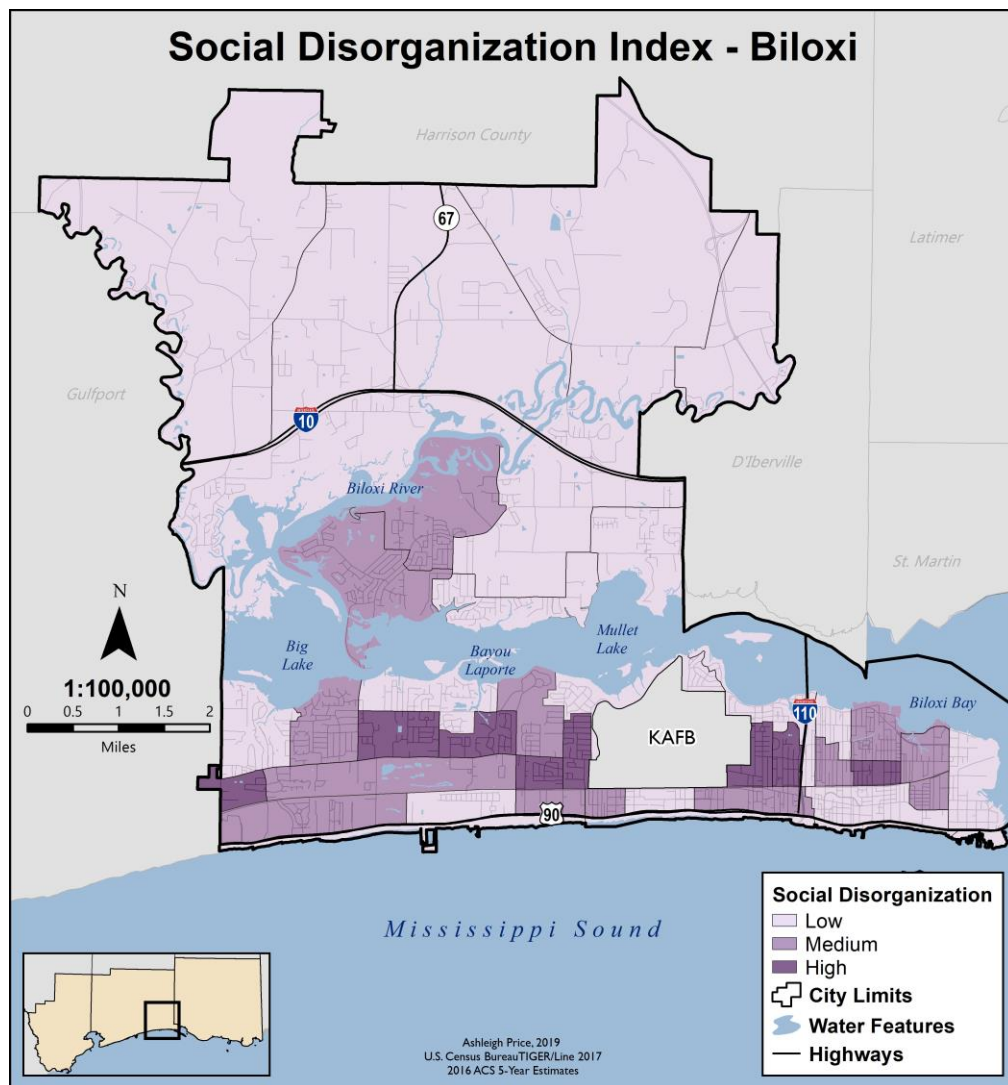 Social Disorganization Index - Biloxi
Harrison County
67
Latimer
Gulfport
10
D'Iberville
Biloxi River
St. Martin
N
Mullet
Lake
Big
Lake
Bayou
Laporte
1:100,000
0 0.5 1 2
Miles
Biloxi Bay
110
KAFB
90
Mississippi Sound
Social Disorganization
Low
Medium
High
City Limits
Water Features
Highways
Ashleigh Price, 2019
U.S. Census BureauTIGER/Line 2017
2016 ACS 5-Year Estimates